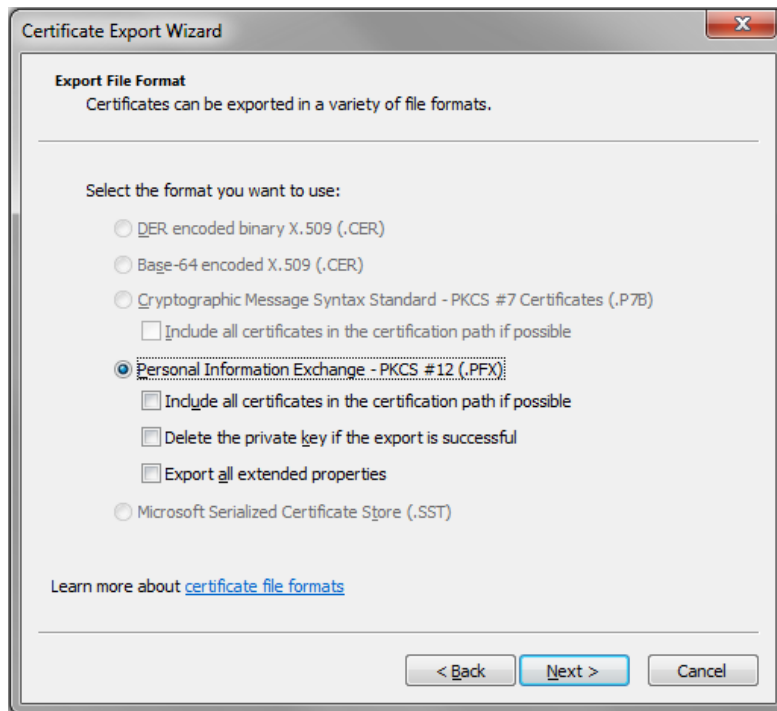 Certificate Export Wizard
Export File Format
Certificates can be exported in a variety of file formats.
Select the format you want to use:
DER encoded binary X.509 (.CER)
Base-64 encoded X.509 (.CER)
Cryptographic Message Syntax Standard - PKCS #7 Certificates (.P7B)
Include all certificates in the certification path if possible
Personal Information Exchange - PKCS #12 (.PFX)
Include all certificates in the certification path if possible
Delete the private key if the export is successful
Export all extended properties
Microsoft Serialized Certificate Store (.SST)
Learn more about certificate file formats
< Back Next > Cancel